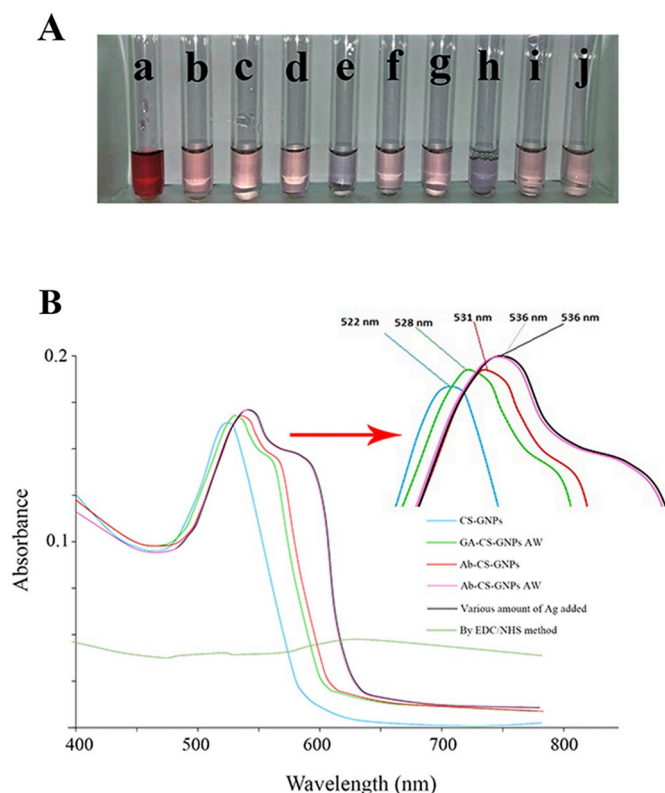 A
a b c d e f g h i j
B
522 nm 528 nm 531 nm 536 nm 536 nm
0.2
0.1
Absorbance
CS-GNPs
GA-CS-GNPs AW
Ab-CS-GNPs
Ab-CS-GNPs AW
Various amount of Ag added
By EDC/NHS method
400 500 600 700 800
Wavelength (nm)